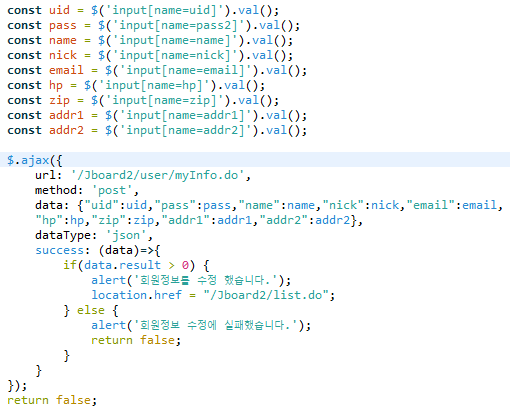 const uid = $('input[name=uid]').val();
const pass = $('input[name=pass2]').val();
const name = $('input[name=name]').val();
const nick = $('input[name=nick]').val();
const email = $('input[name=email]').val();
const hp = $('input[name=hp]').val();
const zip = $('input[name=zip]').val();
const addr1 = $('input[name=addr1]').val();
const addr2 = $('input[name=addr2]').val();
$.ajax({
url: '/Jboard2/user/myInfo.do',
method: 'post',
data: {"uid":uid,"pass":pass,"name":name,"nick":nick,"email":email,
"hp":hp,"zip":zip,"addr1":addr1,"addr2":addr2},
dataType: 'json',
success: (data)=>{
if(data.result > 0) {
alert('회원정보를 수정 했습니다.');
location.href = "/Jboard2/list.do";
} else {
alert('회원정보 수정에 실패했습니다.');
return false;
}
}
});
return false;